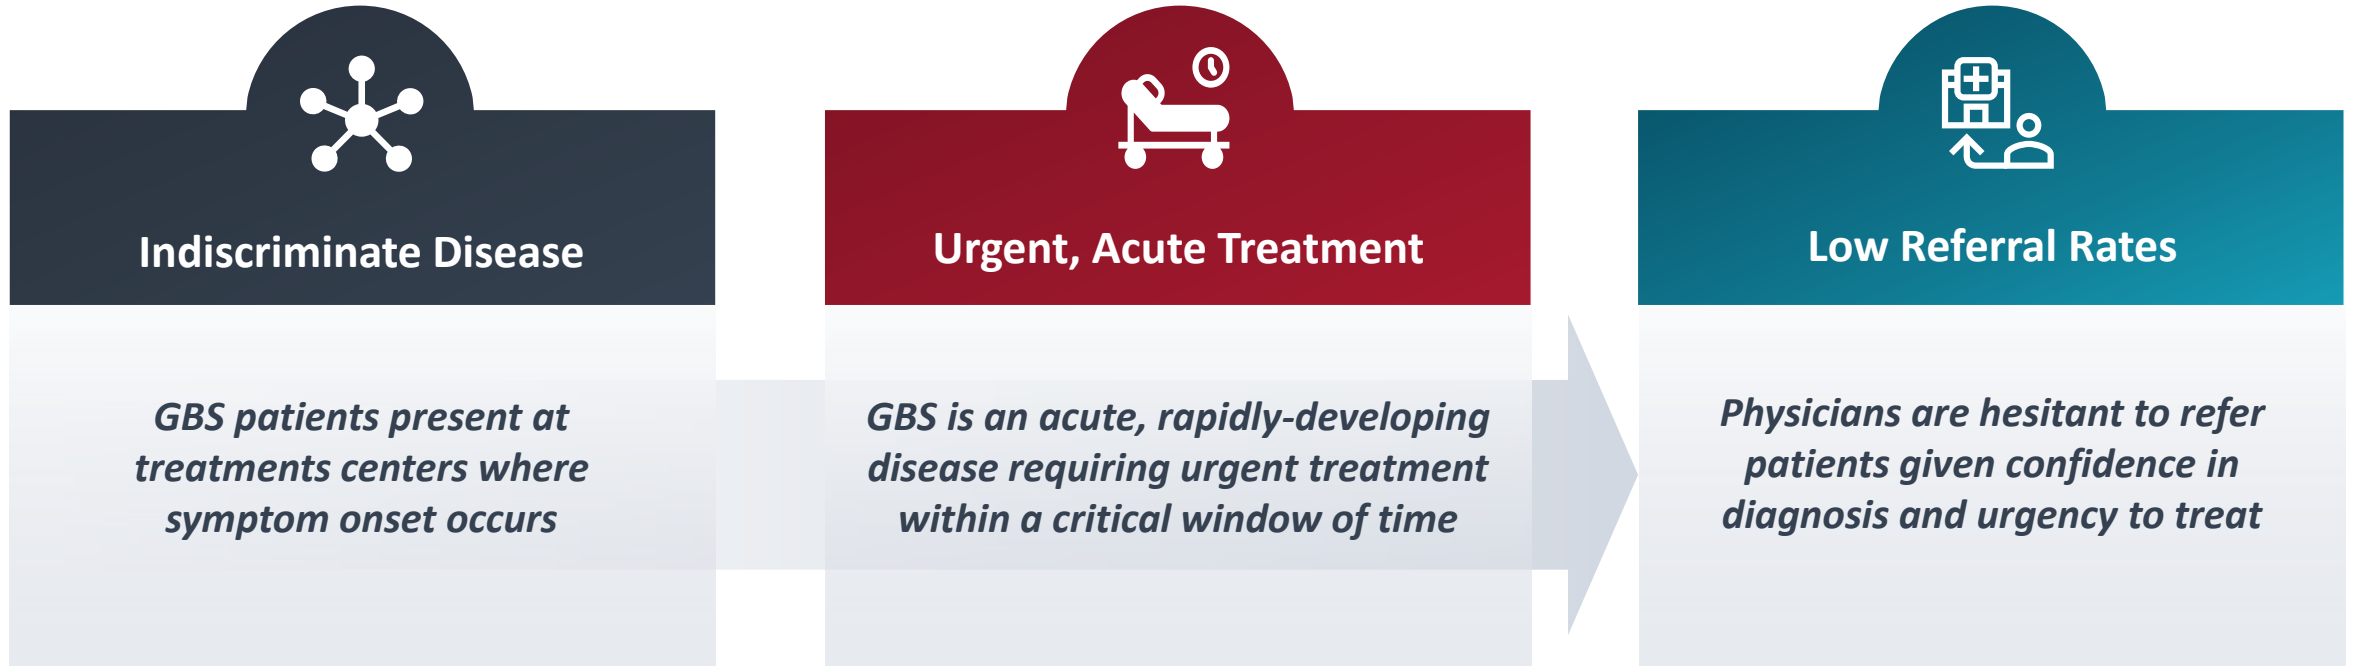 Indiscriminate Disease
GBS patients present at
treatments centers where
symptom onset occurs
Urgent, Acute Treatment
GBS is an acute, rapidly-developing
disease requiring urgent treatment
within a critical window of time
Low Referral Rates
Physicians are hesitant to refer
patients given confidence in
diagnosis and urgency to treat